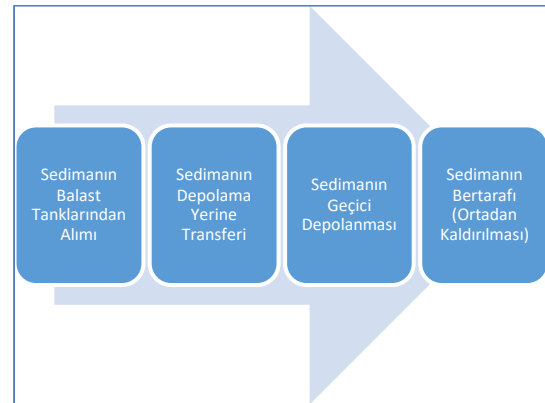 Sedimanın
Balast
Tanklarından
Alımı
Sedimanın
Depolama
Yerine
Transferi
Sedimanın
Geçici
Depolanması
Sedimanın
Bertarafı
(Ortadan
Kaldırılması)